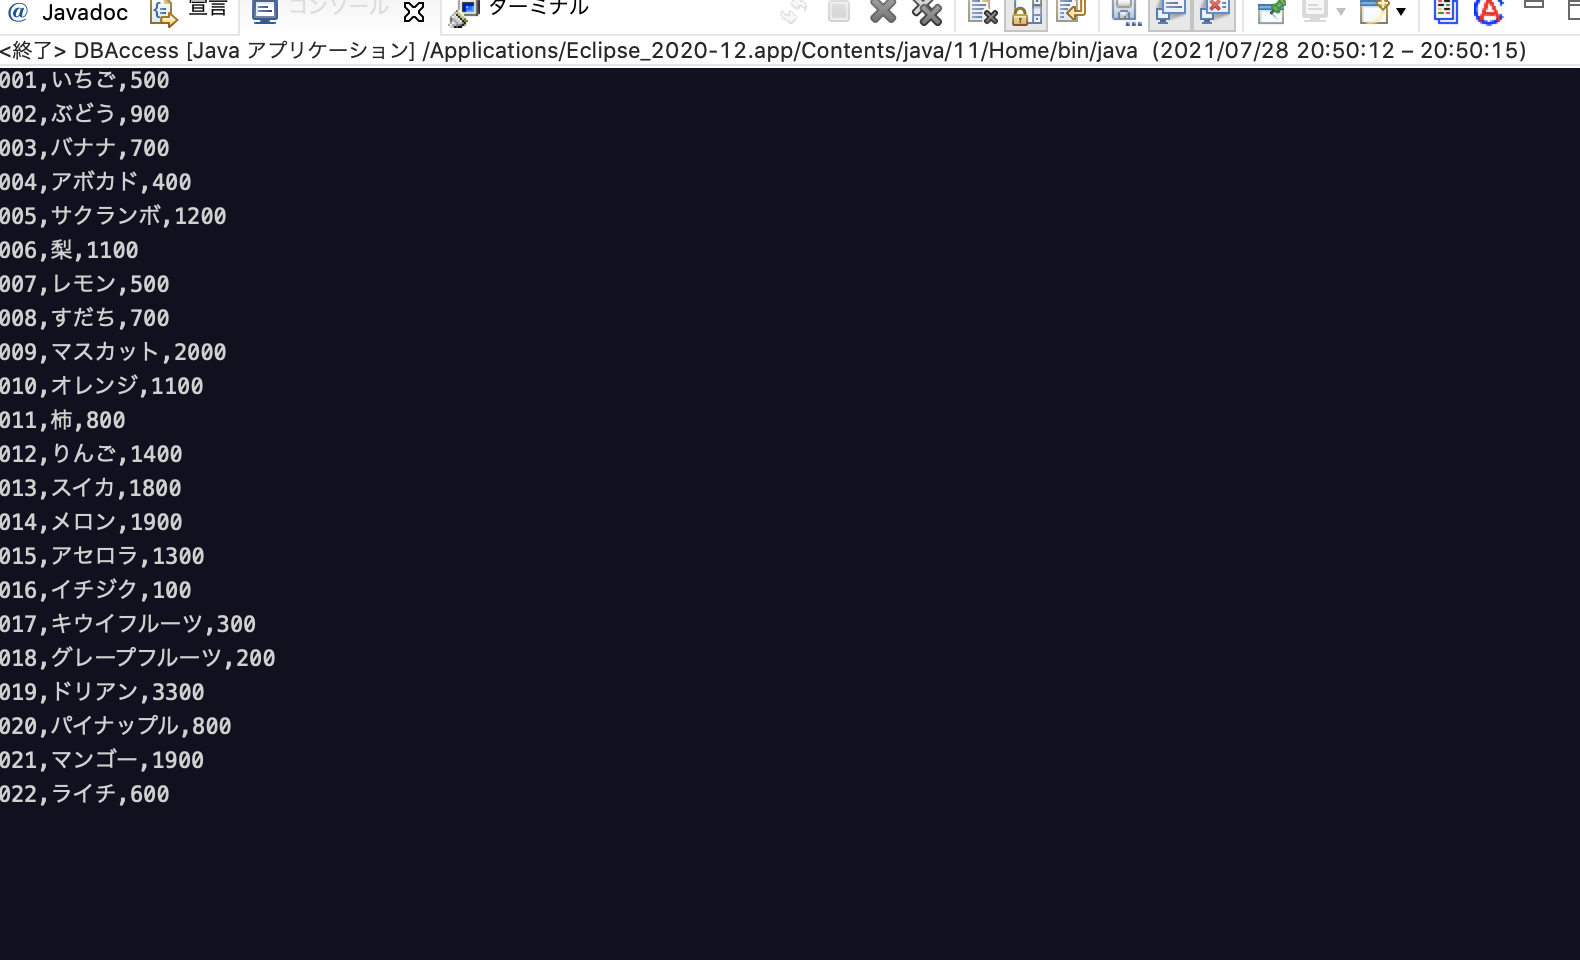 @ Javadoc 宣言 コンソール ターミナル
<終了> DBAccess [Java アプリケーション] /Applications/Eclipse_2020-12.app/Contents/java/11/Home/bin/java (2021/07/28 20:50:12 – 20:50:15)
001,いちご,500
002,ぶどう,900
003,バナナ,700
004,アボカド,400
005,サクランボ,1200
006,梨,1100
007,レモン,500
008,すだち,700
009,マスカット,2000
010,オレンジ,1100
011,柿,800
012,りんご,1400
013,スイカ,1800
014,メロン,1900
015,アセロラ,1300
016,イチジク,100
017,キウイフルーツ,300
018,グレープフルーツ,200
019,ドリアン,3300
020,パイナップル,800
021,マンゴー,1900
022,ライチ,600